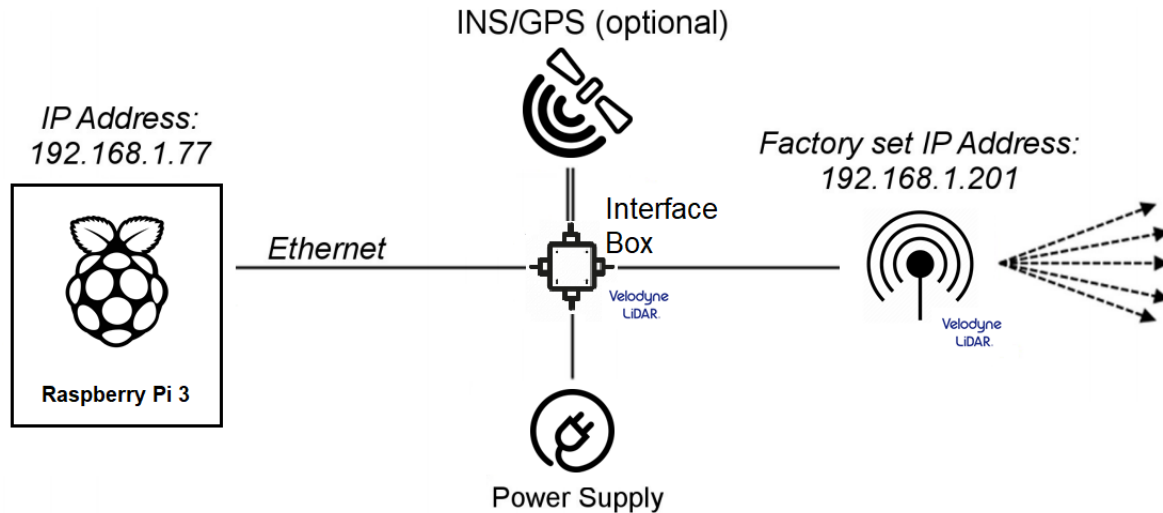 INS/GPS (optional)
IP Address:
192.168.1.77
Factory set IP Address:
192.168.1.201
Interface
Box
Ethernet
Velodyne
LiDAR.
Velodyne
LiDAR.
Raspberry Pi 3
Power Supply